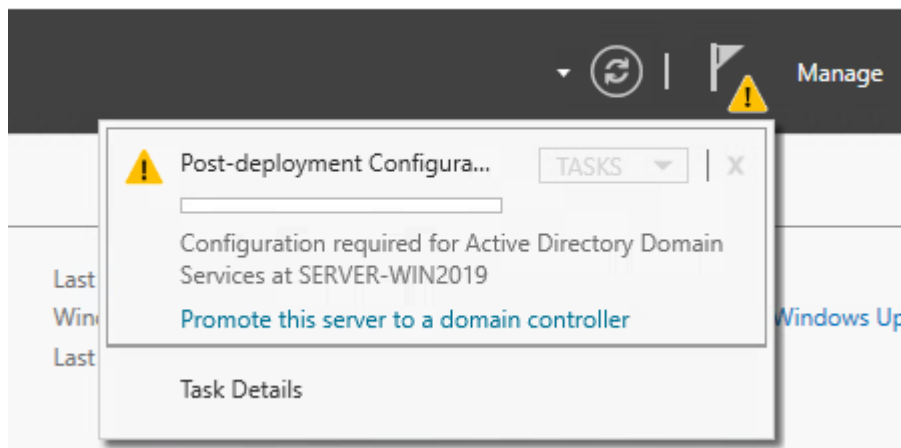 Manage
Post-deployment Configura...
TASKS
X
Configuration required for Active Directory Domain
Services at SERVER-WIN2019
Last
Promote this server to a domain controller
Windows Up
Last
Task Details